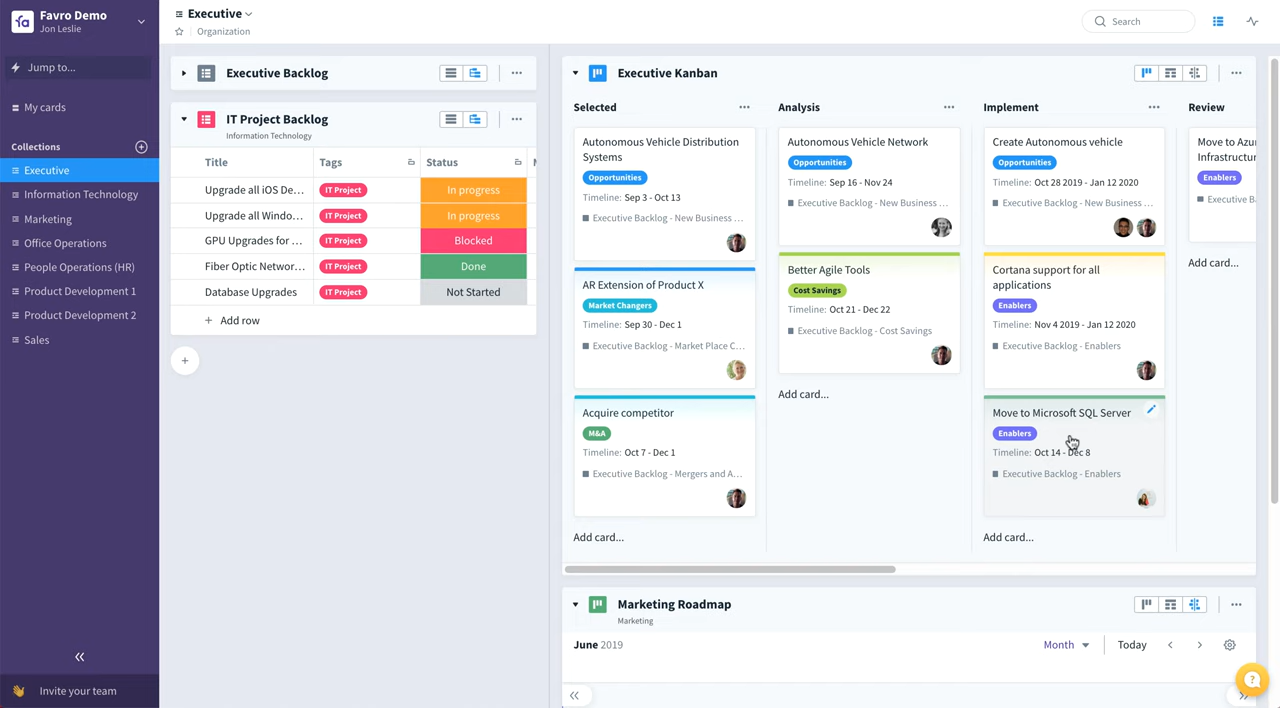 Favro Demo
Jon Leslie
Jump to...
My cards
Collections
Executive
Information Technology
Marketing
Office Operations
People Operations (HR)
Product Development 1
Product Development 2
Sales
Invite your team
Executive
Organization
Search
Executive Backlog
IT Project Backlog
Information Technology
Title Tags Status
Upgrade all iOS De... IT Project In progress
Upgrade all Windo... IT Project In progress
GPU Upgrades for ... IT Project Blocked
Fiber Optic Networ... IT Project Done
Database Upgrades IT Project Not Started
Add row
Executive Kanban
Selected
Autonomous Vehicle Distribution
Systems
Opportunities
Timeline: Sep 3 - Oct 13
Executive Backlog - New Business ...
AR Extension of Product X
Market Changers
Timeline: Sep 30 - Dec 1
Executive Backlog - Market Place C...
Acquire competitor
M&A
Timeline: Oct 7 - Dec 1
Executive Backlog - Mergers and A...
Add card...
Analysis
Autonomous Vehicle Network
Opportunities
Timeline: Sep 16 - Nov 24
Executive Backlog - New Business ...
Better Agile Tools
Cost Savings
Timeline: Oct 21 - Dec 22
Executive Backlog - Cost Savings
Add card...
Implement
Create Autonomous vehicle
Opportunities
Timeline: Oct 28 2019 - Jan 12 2020
Executive Backlog - New Business ...
Cortana support for all
applications
Enablers
Timeline: Nov 4 2019 - Jan 12 2020
Executive Backlog - Enablers
Move to Microsoft SQL Server
Enablers
Timeline: Oct 14 - Dec 8
Executive Backlog - Enablers
Add card...
Review
Move to Azu
Infrastructu
Enablers
Executive B
Add card...
Marketing Roadmap
Marketing
June 2019
Month
Today